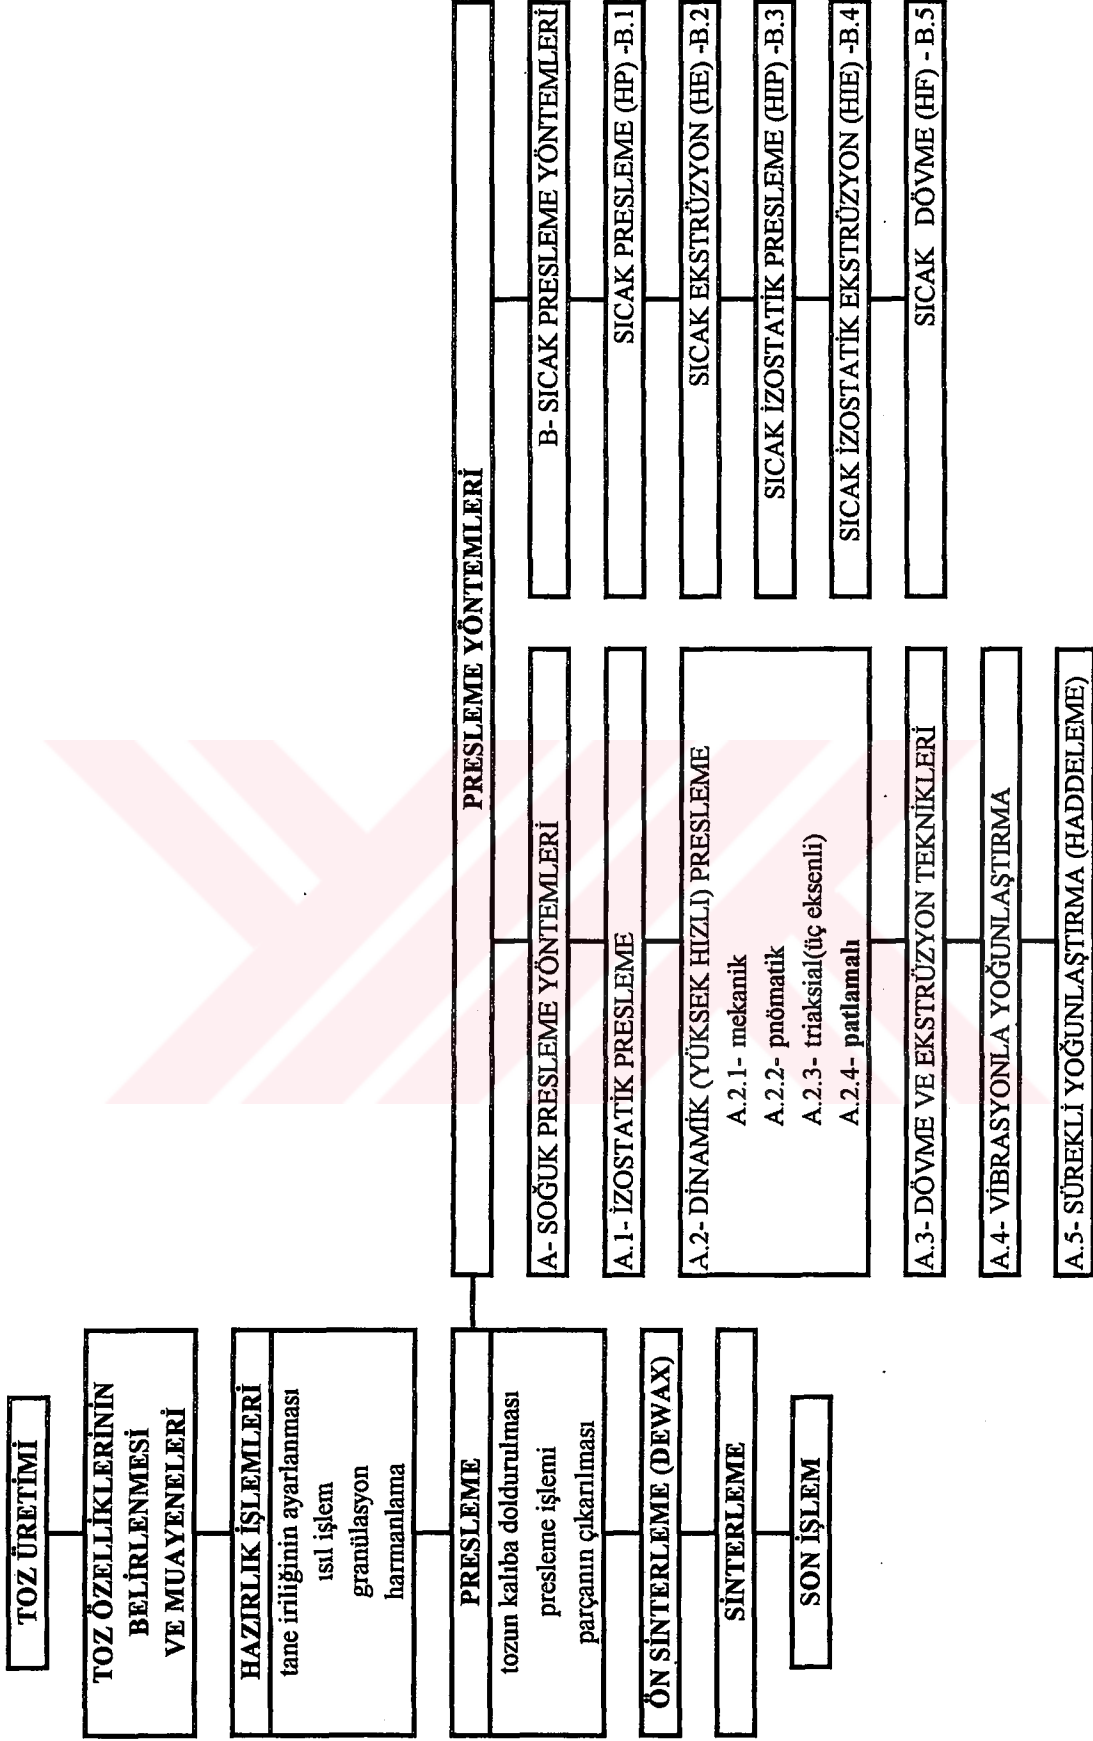 TOZ ÜRETİMİ
TOZ ÖZELLİKLERİNİN
BELİRLENMESİ
VE MUAYENELERİ
HAZIRLIK İŞLEMLERİ
tane iriliğinin ayarlanması
ısıl işlem
granülasyon
harmanlama
PRESLEME
tozun kalıba doldurulması
presleme işlemi
parçanın çıkarılması
ÖN SİNTERLEME (DEWAX)
SİNTERLEME
SON İŞLEM
PRESLEME YÖNTEMLERİ
A- SOĞUK PRESLEME YÖNTEMLERİ
A.1- İZOSTATİK PRESLEME
A.2- DİNAMİK (YÜKSEK HIZLI) PRESLEME
A.2.1- mekanik
A.2.2- pnömatik
A.2.3- triaksial(üç eksenli)
A.2.4- patlamalı
A.3- DÖVME VE EKSTRÜZYON TEKNİKLERİ
A.4- VİBRASYONLA YOĞUNLAŞTIRMA
A.5- SÜREKLİ YOĞUNLAŞTIRMA (HADDELEME)
B- SICAK PRESLEME YÖNTEMLERİ
SICAK PRESLEME (HP) -B.1
SICAK EKSTRÜZYON (HE) -B.2
SICAK İZOSTATİK PRESLEME (HIP) -B.3
SICAK İZOSTATİK EKSTRÜZYON (HIE) -B.4
SICAK DÖVME (HF) - B.5